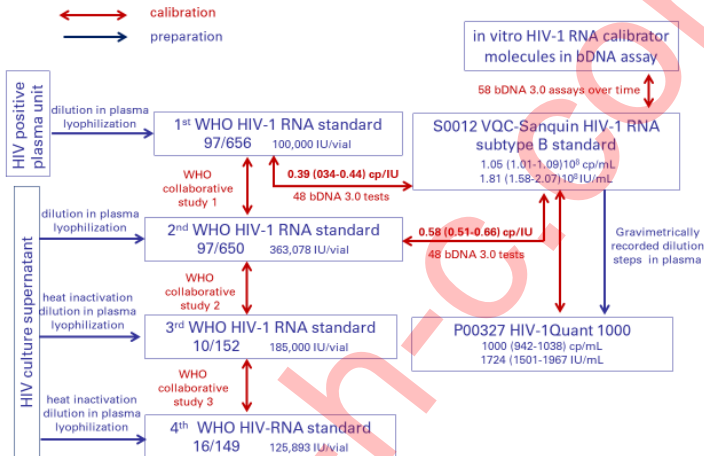 calibration
preparation
in vitro HIV-1 RNA calibrator
molecules in bDNA assay
58 bDNA 3.0 assays over time
HIV positive
plasma unit
dilution in plasma
lyophilization
1st WHO HIV-1 RNA standard
97/656 100,000 IU/vial
S0012 VQC-Sanquin HIV-1 RNA
subtype B standard
1.05 (1.01-1.09)10⁸ cp/mL
1.81 (1.58-2.07)10⁸ IU/mL
WHO
collaborative
study 1
0.39 (034-0.44) cp/IU
48 bDNA 3.0 tests
HIV culture supernatant
dilution in plasma
lyophilization
2nd WHO HIV-1 RNA standard
97/650 363,078 IU/vial
0.58 (0.51-0.66) cp/IU
48 bDNA 3.0 tests
Gravimetrically
recorded dilution
steps in plasma
WHO
collaborative
study 2
heat inactivation
dilution in plasma
lyophilization
3rd WHO HIV-1 RNA standard
10/152 185,000 IU/vial
P00327 HIV-1Quant 1000
1000 (942-1038) cp/mL
1724 (1501-1967 IU/mL
WHO
collaborative
study 3
heat inactivation
dilution in plasma
lyophilization
4th WHO HIV-RNA standard
16/149 125,893 IU/vial